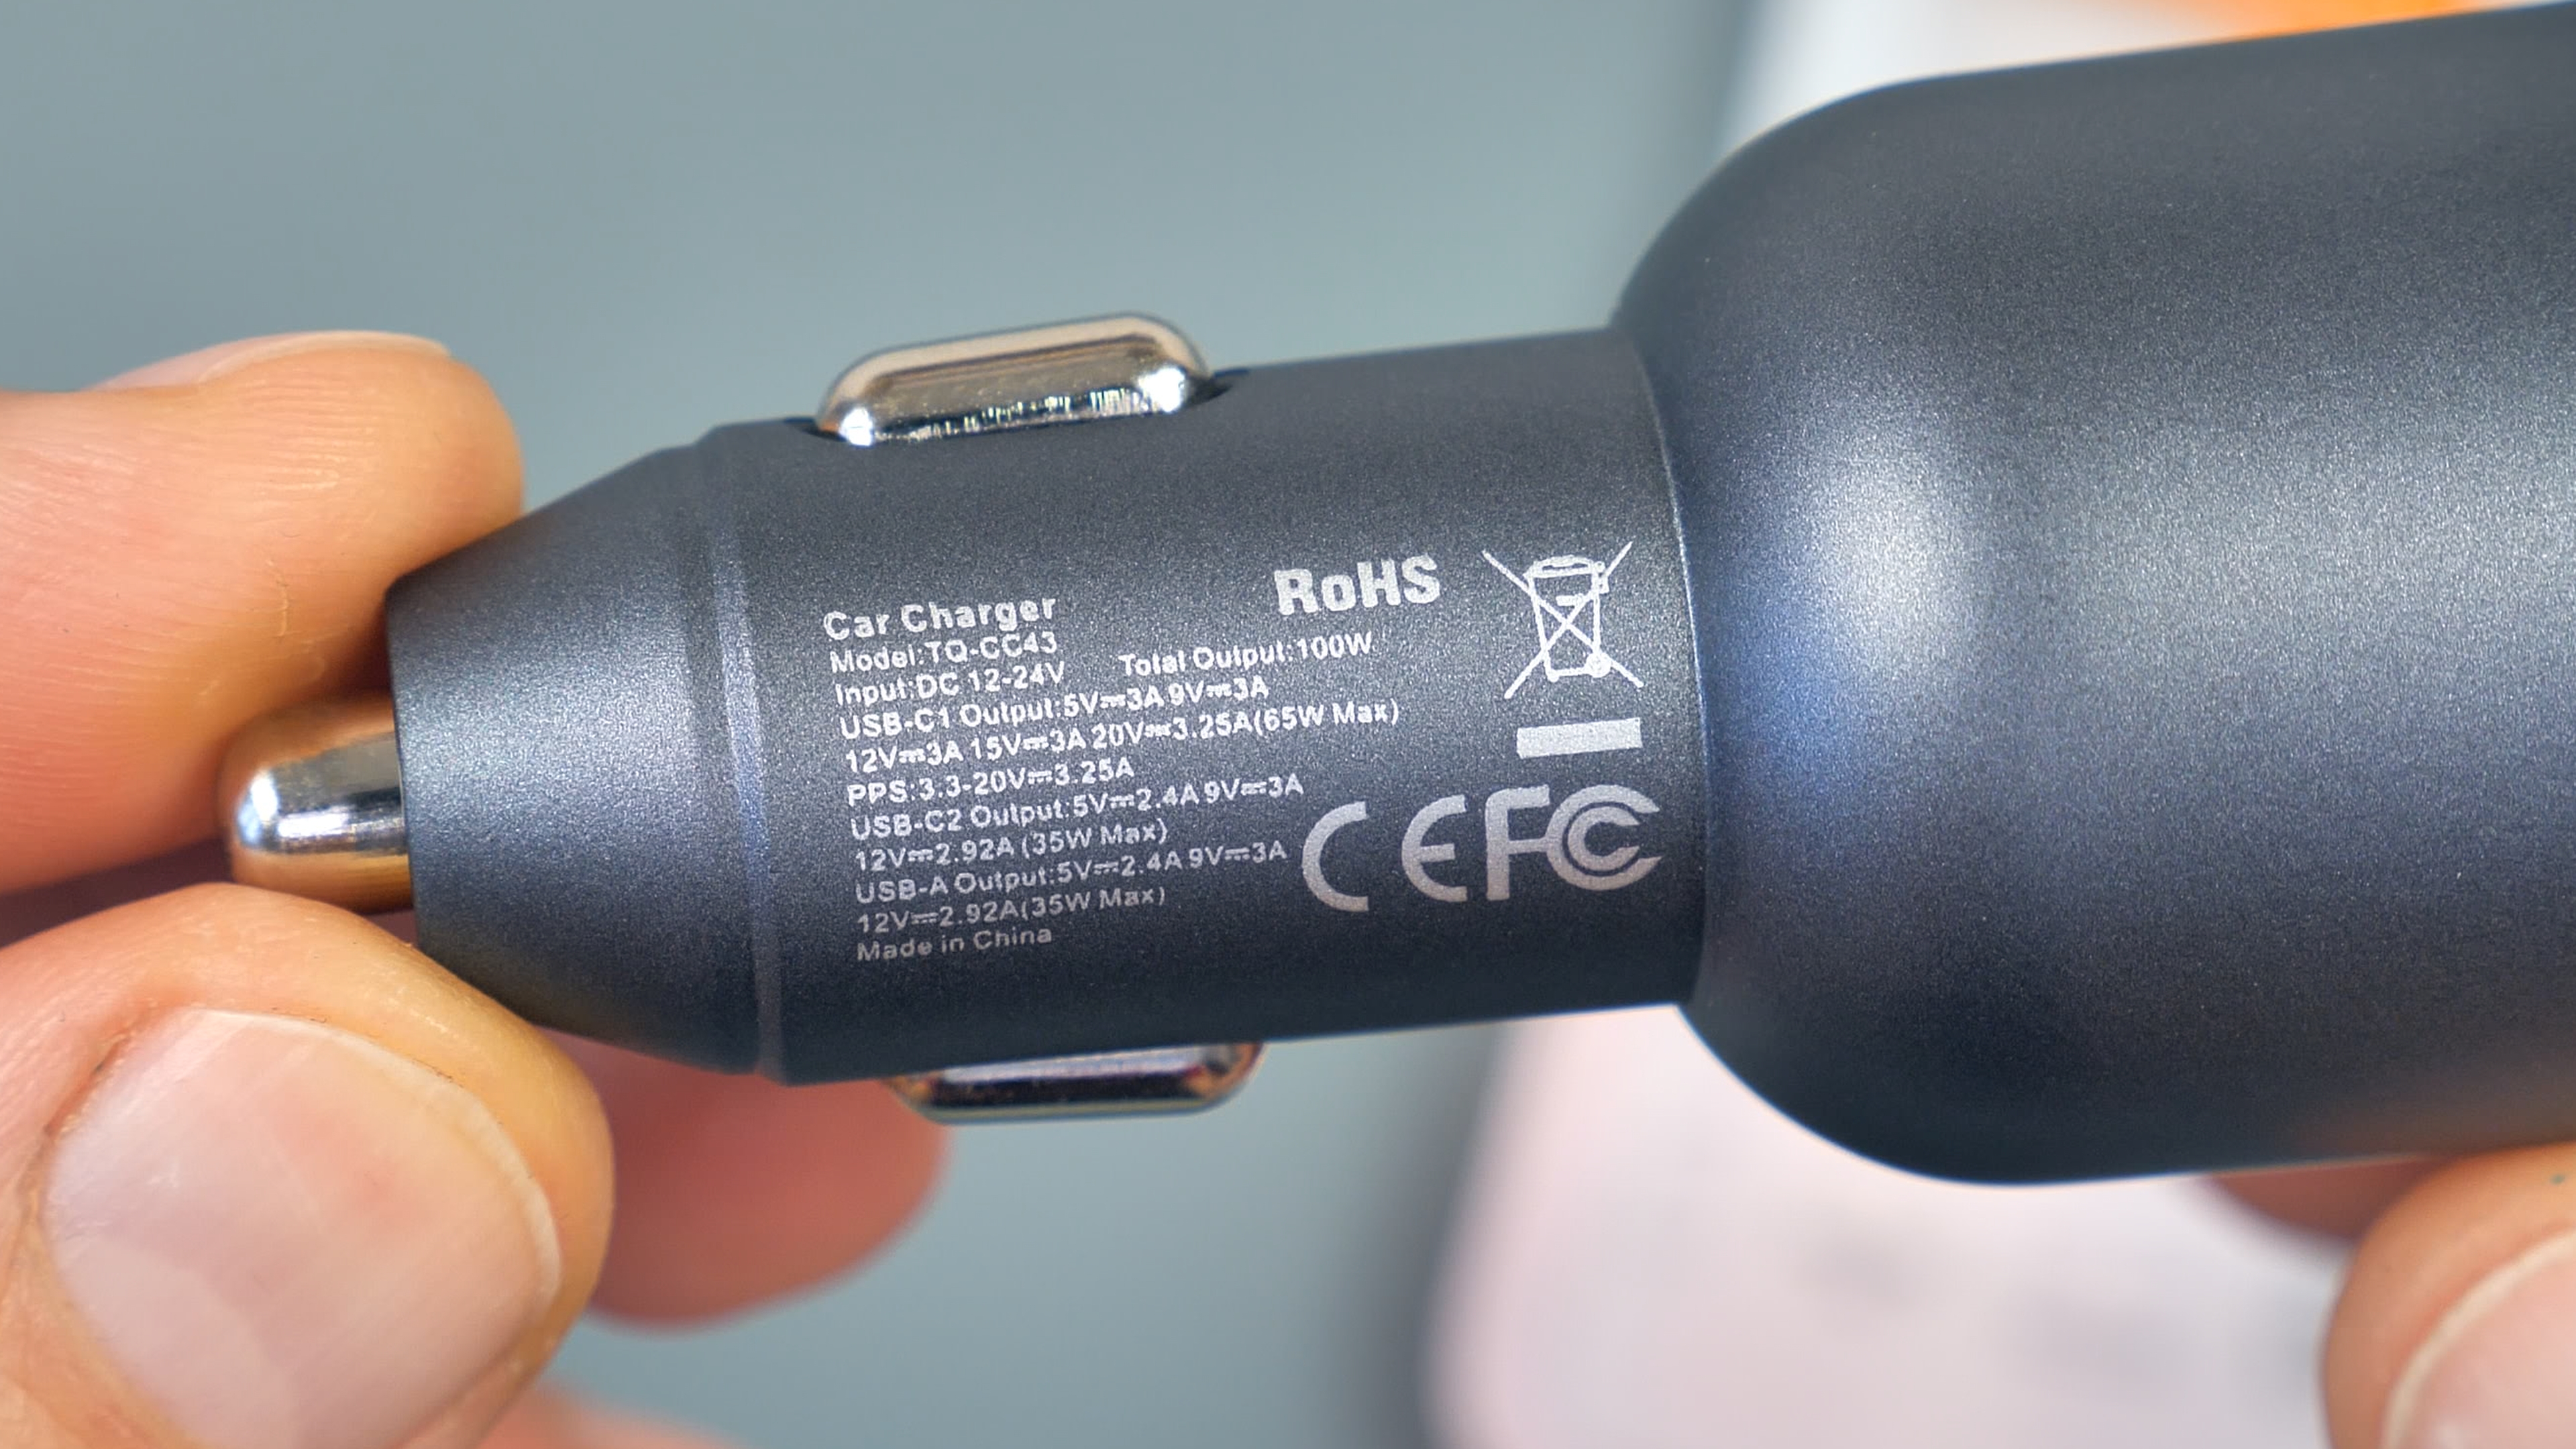 Car Charger
RoHS
Model:TQ-CC43
Input:DC 12-24V Total Output:100W
USB-C1 Output:5V⎓3A 9V⎓3A
12V⎓3A 15V⎓3A 20V⎓3.25A(65W Max)
PPS:3.3-20V⎓3.25A
USB-C2 Output:5V⎓2.4A 9V⎓3A
12V⎓2.92A (35W Max)
USB-A Output:5V⎓2.4A 9V⎓3A
12V⎓2.92A(35W Max)
Made in China
CE FC